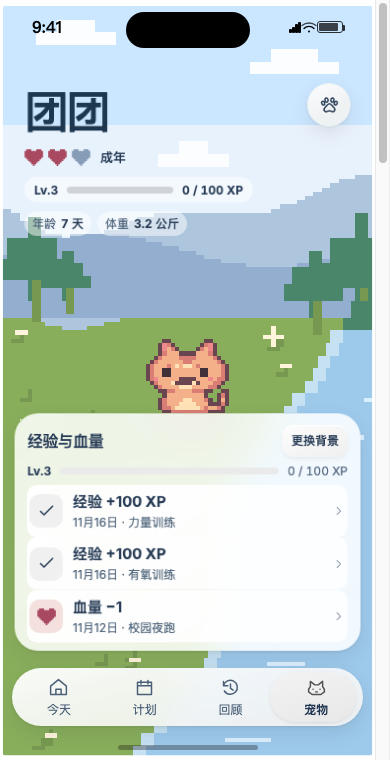 9:41
团团
成年
Lv.3 0 / 100 XP
年龄 7 天 体重 3.2 公斤
经验与血量 更换背景
Lv.3 0 / 100 XP
经验 +100 XP
11月16日 · 力量训练
经验 +100 XP
11月16日 · 有氧训练
血量 −1
11月12日 · 校园夜跑
今天 计划 回顾 宠物